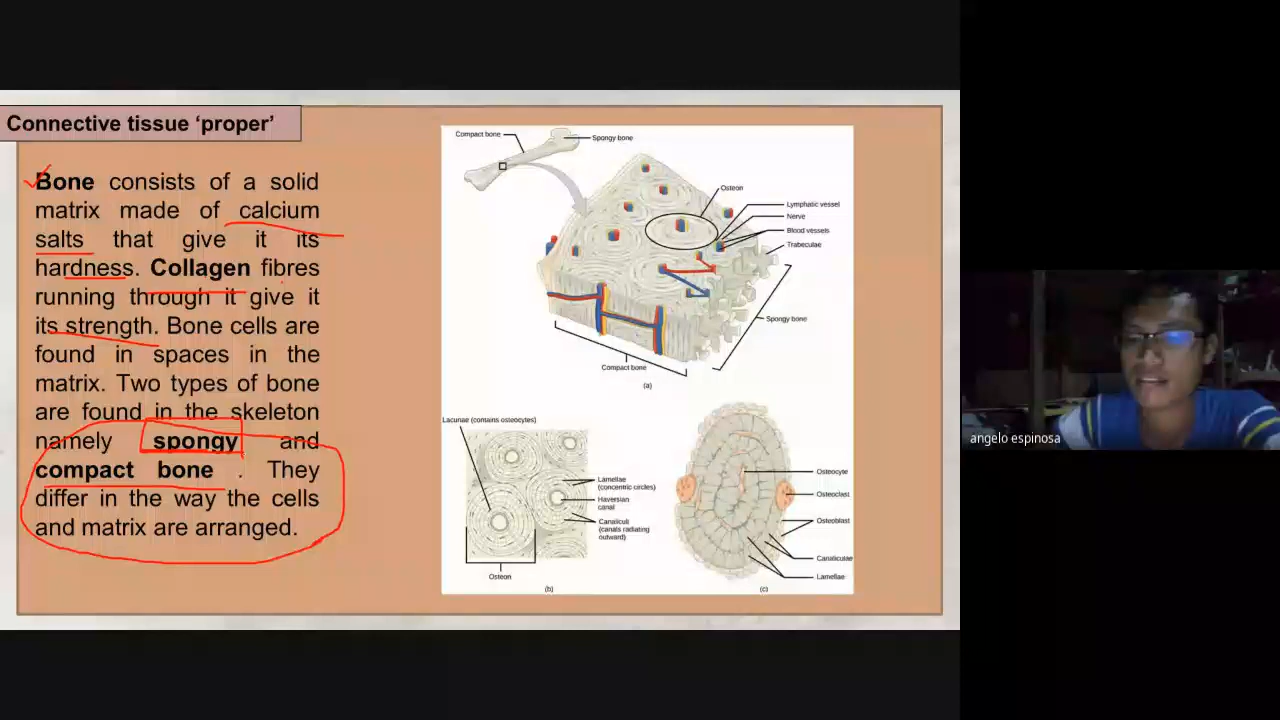 Connective tissue ‘proper’
Bone consists of a solid
matrix made of calcium
salts that give it its
hardness. Collagen fibres
running through it give it
its strength. Bone cells are
found in spaces in the
matrix. Two types of bone
are found in the skeleton
namely spongy and
compact bone . They
differ in the way the cells
and matrix are arranged.
Compact bone
Spongy bone
Osteon
Lymphatic vessel
Nerve
Blood vessels
Trabeculae
Spongy bone
Compact bone
(a)
Lacunae (contains osteocytes)
Lamellae
(concentric circles)
Haversian
canal
Canaliculi
(canals radiating
outward)
Osteon
(b)
Osteocyte
Osteoclast
Osteoblast
Canaliculae
Lamellae
(c)
angelo espinosa